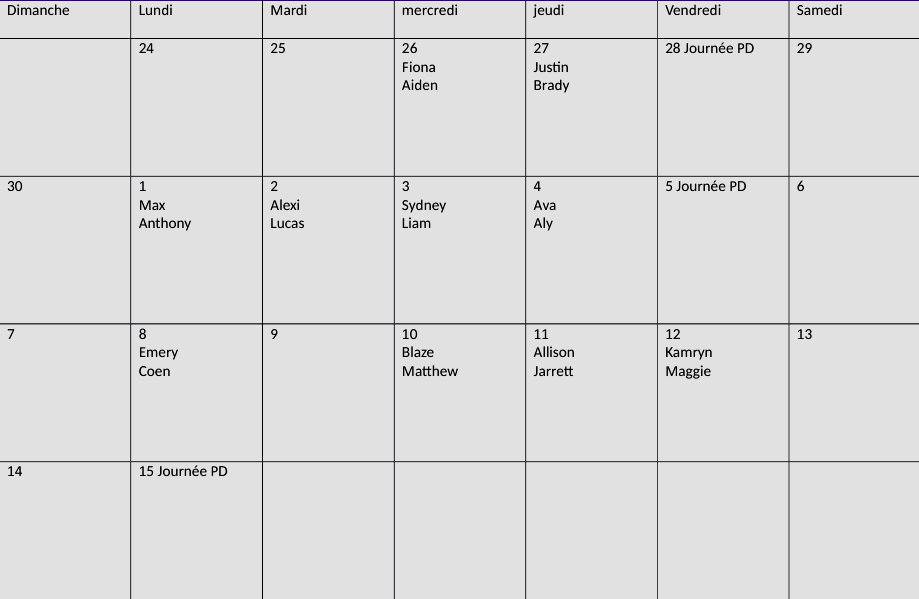 Dimanche
Lundi
Mardi
mercredi
jeudi
Vendredi
Samedi
24
25
26
Fiona
Aiden
27
Justin
Brady
28 Journée PD
29
30
1
Max
Anthony
2
Alexi
Lucas
3
Sydney
Liam
4
Ava
Aly
5 Journée PD
6
7
8
Emery
Coen
9
10
Blaze
Matthew
11
Allison
Jarrett
12
Kamryn
Maggie
13
14
15 Journée PD